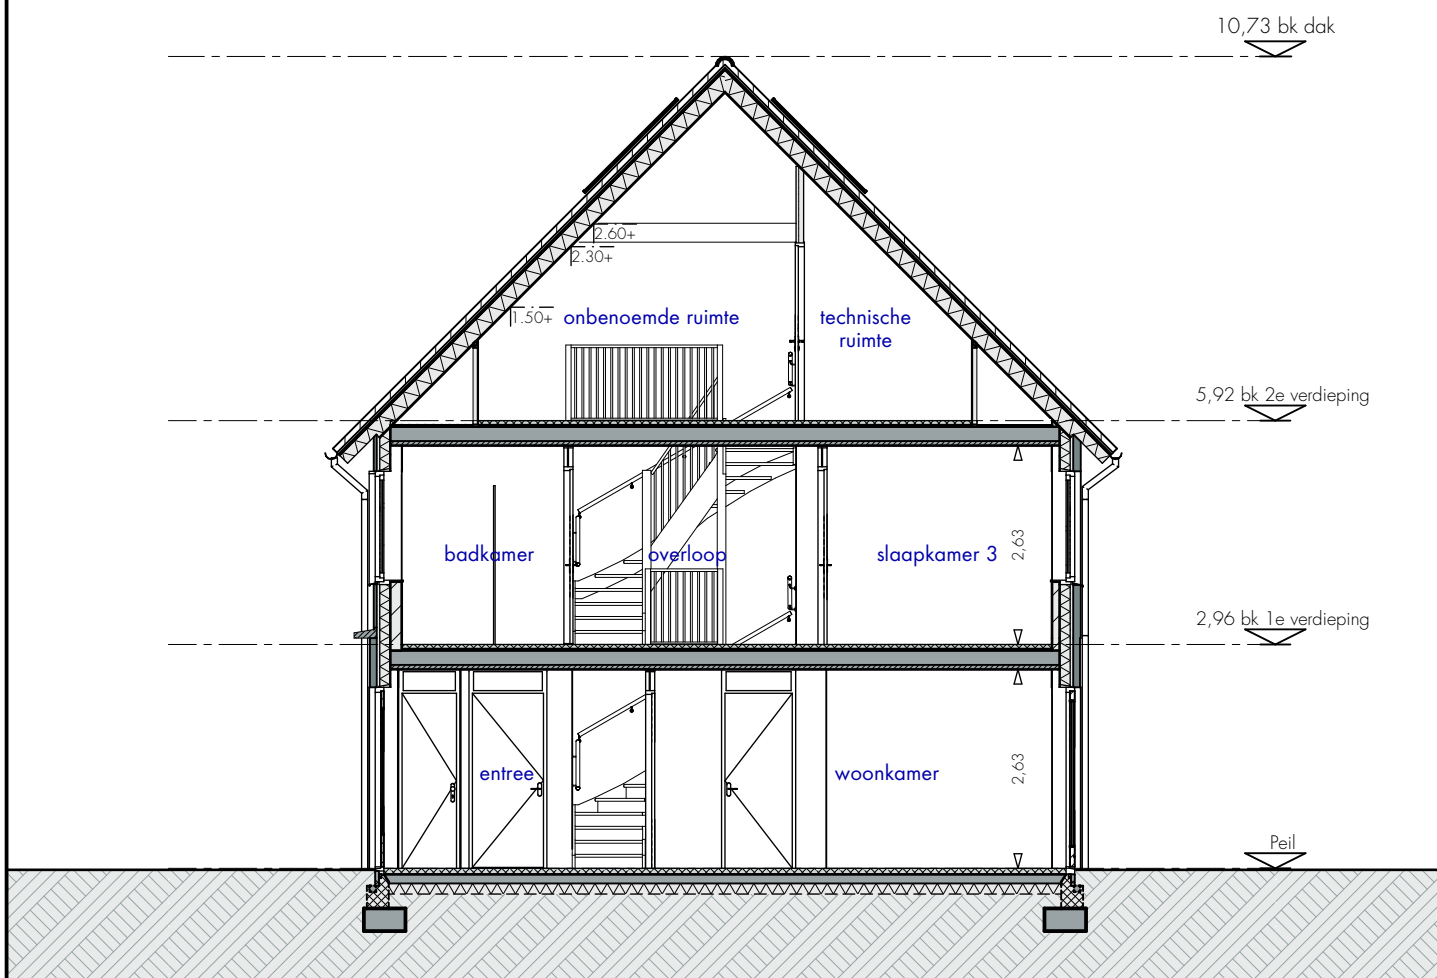 10,73 bk dak
2.60+
2.30+
1.50+
onbenoemde ruimte
technische
ruimte
5,92 bk 2e verdieping
badkamer
overloop
slaapkamer 3
2,63
2,96 bk 1e verdieping
entree
woonkamer
2,63
Peil